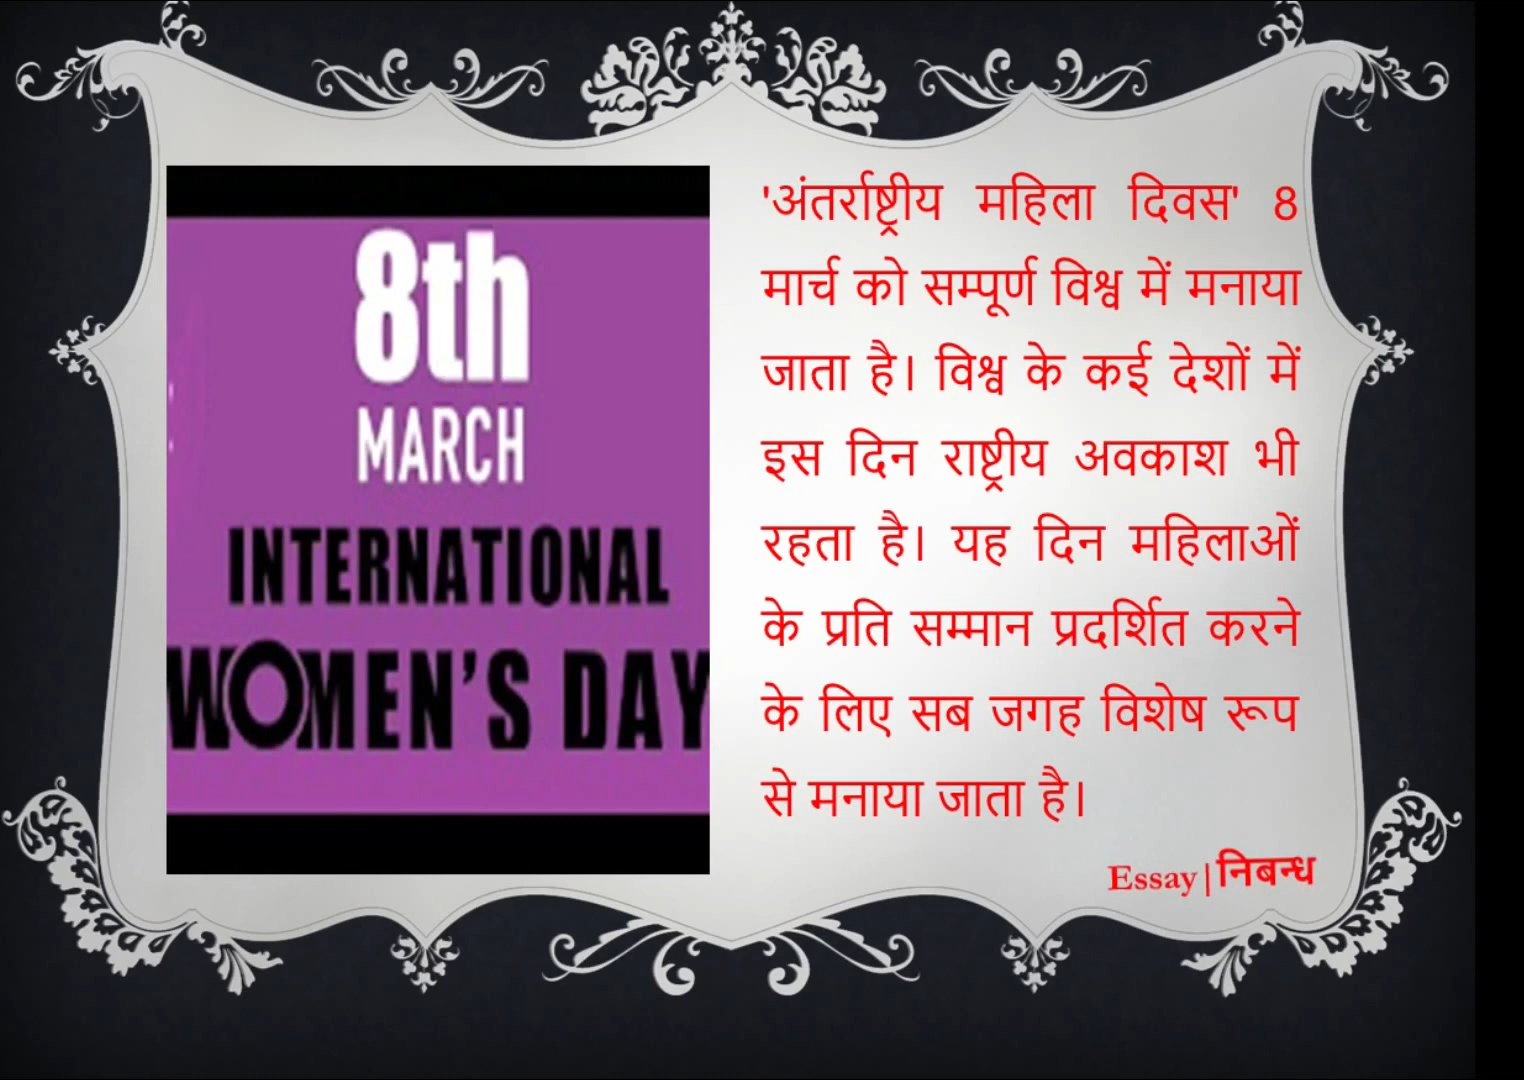 8th
MARCH
INTERNATIONAL
WOMEN'S DAY
'अंतर्राष्ट्रीय महिला दिवस' 8
मार्च को सम्पूर्ण विश्व में मनाया
जाता है। विश्व के कई देशों में
इस दिन राष्ट्रीय अवकाश भी
रहता है। यह दिन महिलाओं
के प्रति सम्मान प्रदर्शित करने
के लिए सब जगह विशेष रूप
से मनाया जाता है।
Essay|निबन्ध